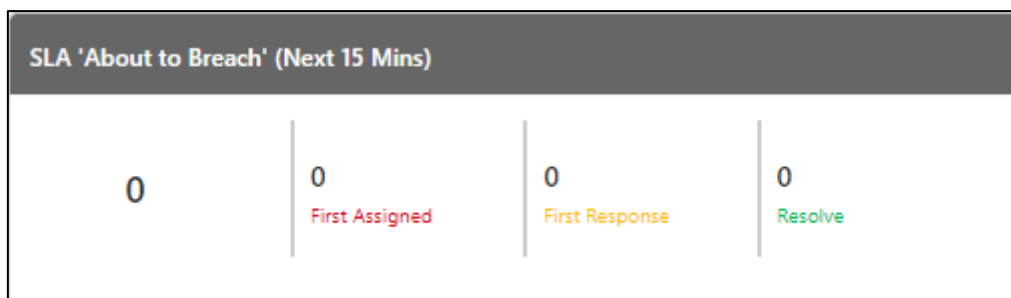 SLA 'About to Breach' (Next 15 Mins)
0
0
First Assigned
0
First Response
0
Resolve